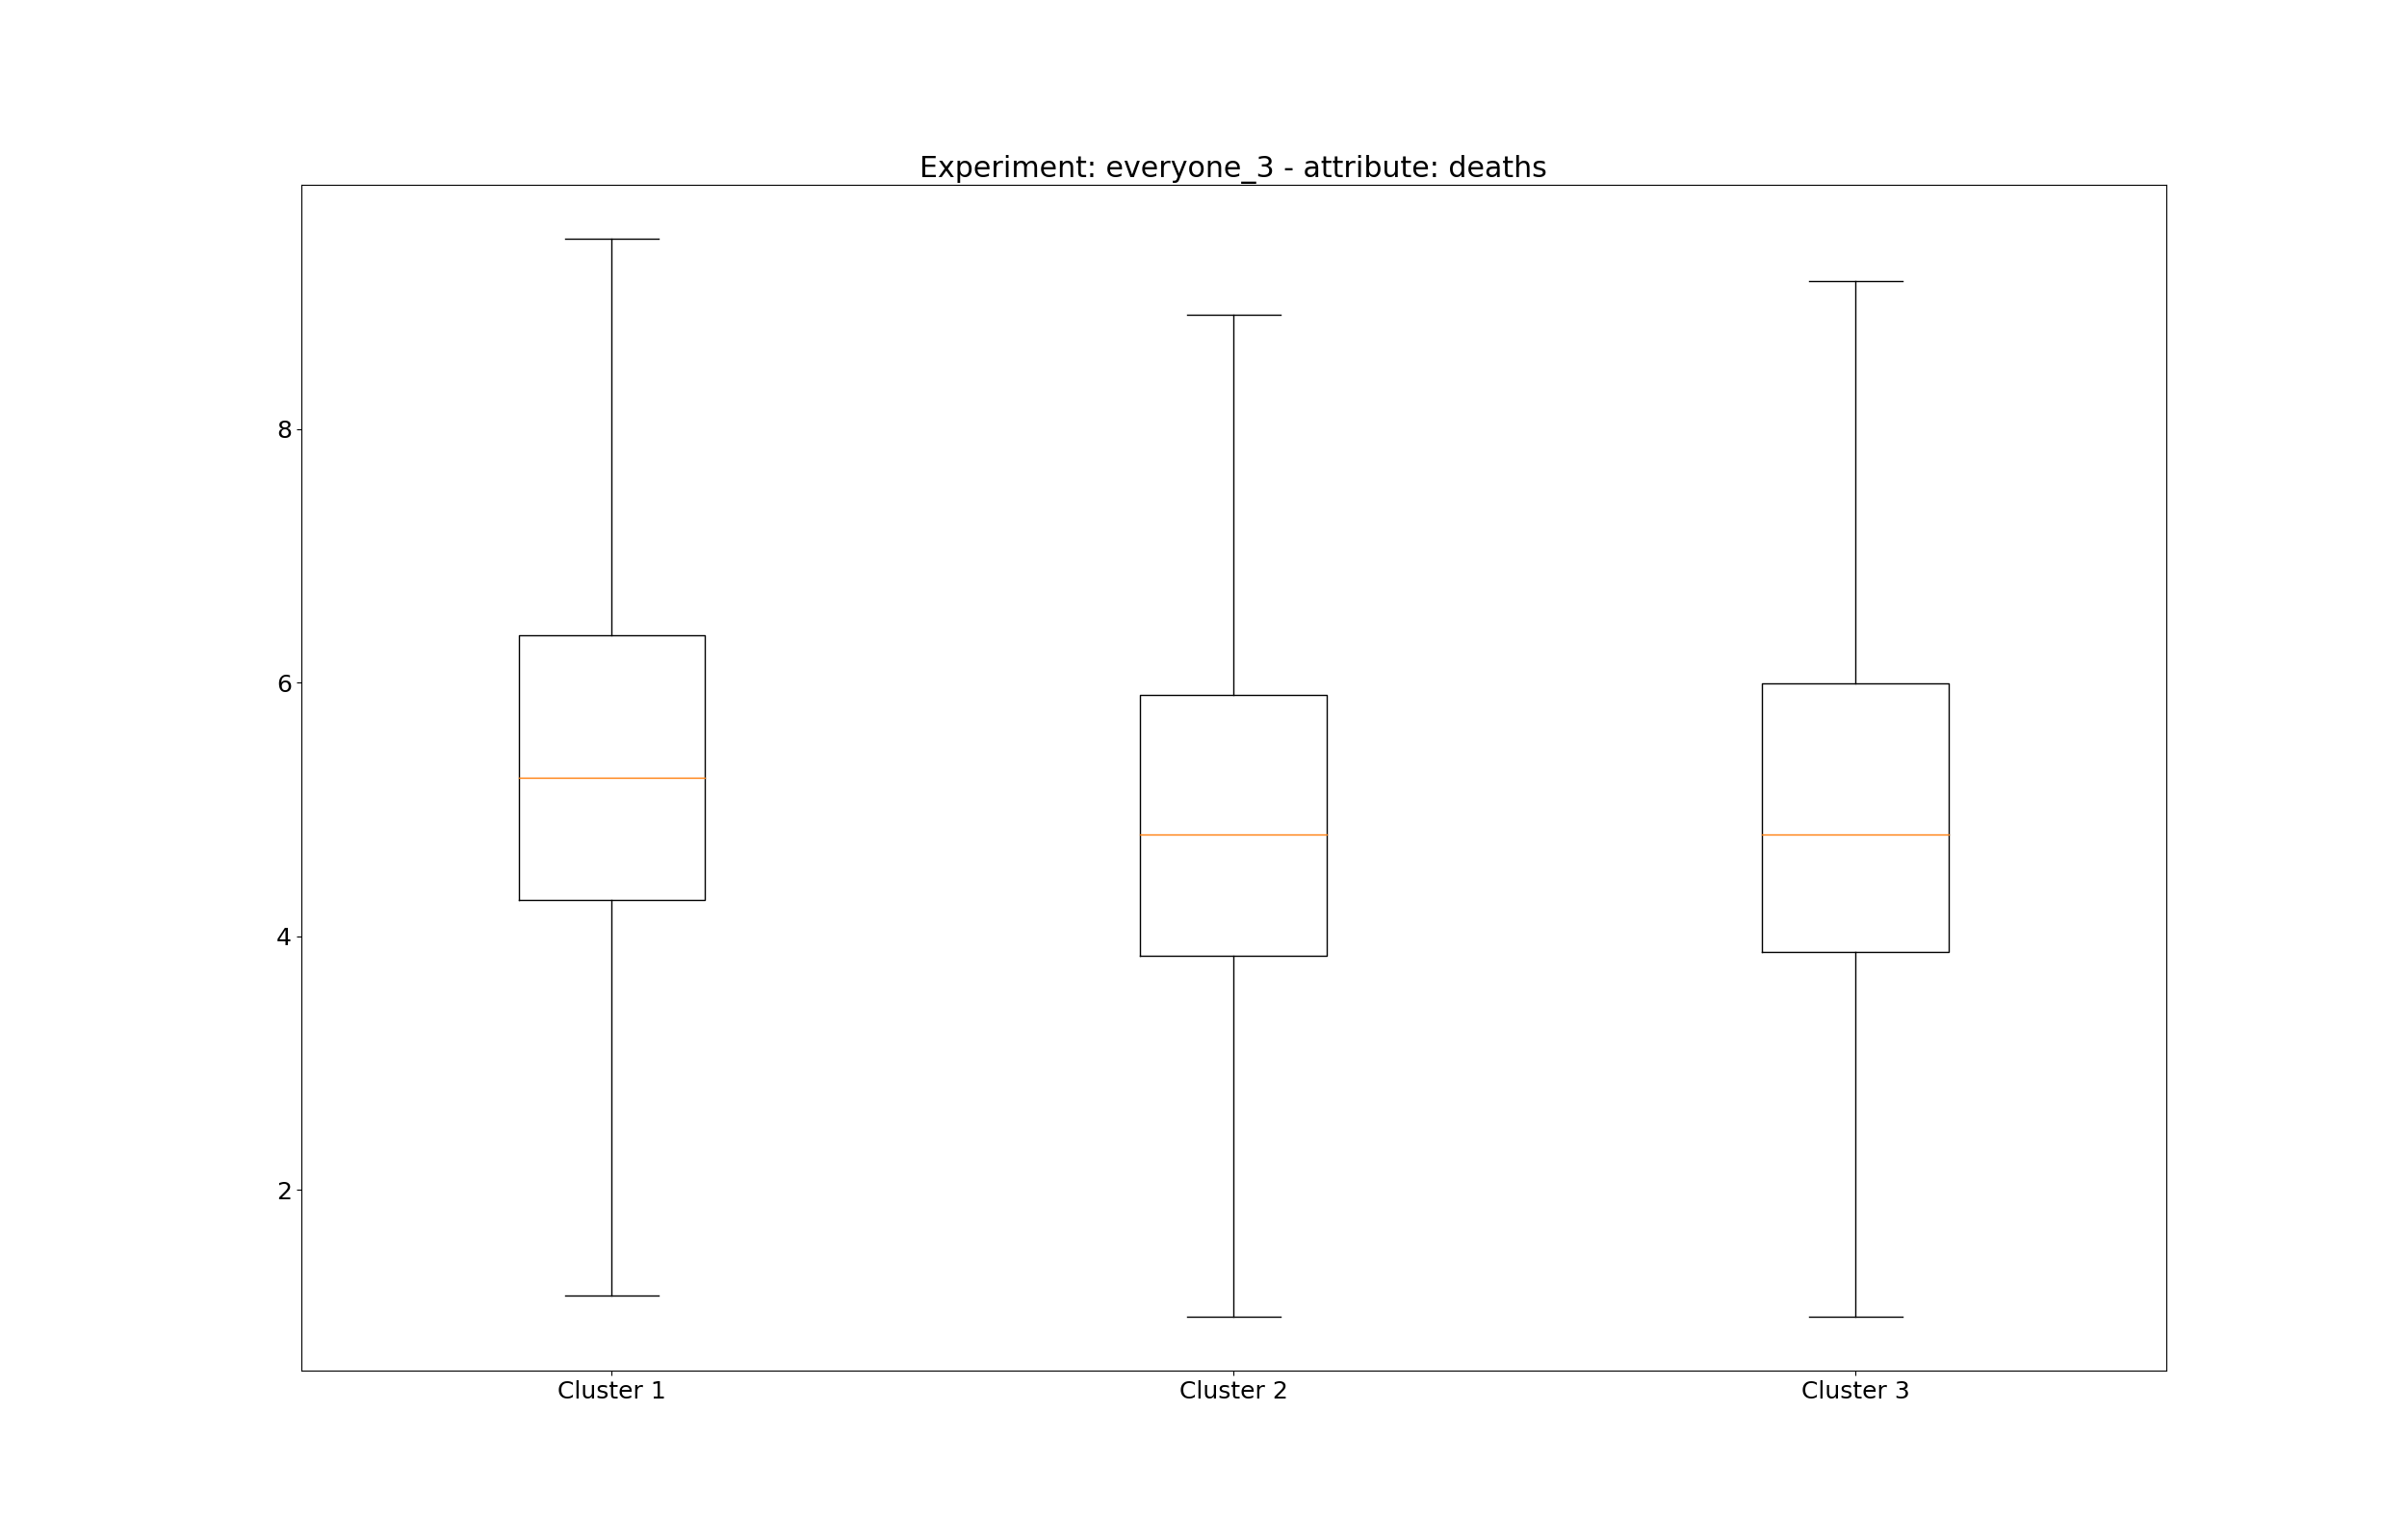 Experiment: everyone_3 - attribute: deaths
8
6
4
2
Cluster 1
Cluster 2
Cluster 3